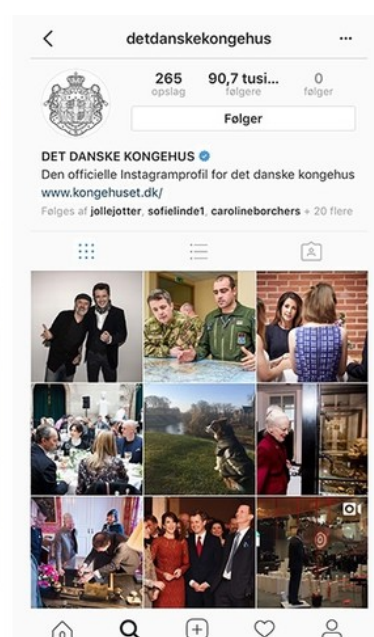 detdanskekongehus
265 90,7 tusi... 0
opslag følgere følger
Følger
DET DANSKE KONGEHUS
Den officielle Instagramprofil for det danske kongehus
www.kongehuset.dk/
Følges af jollejotter, sofielinde1, carolineborchers + 20 flere